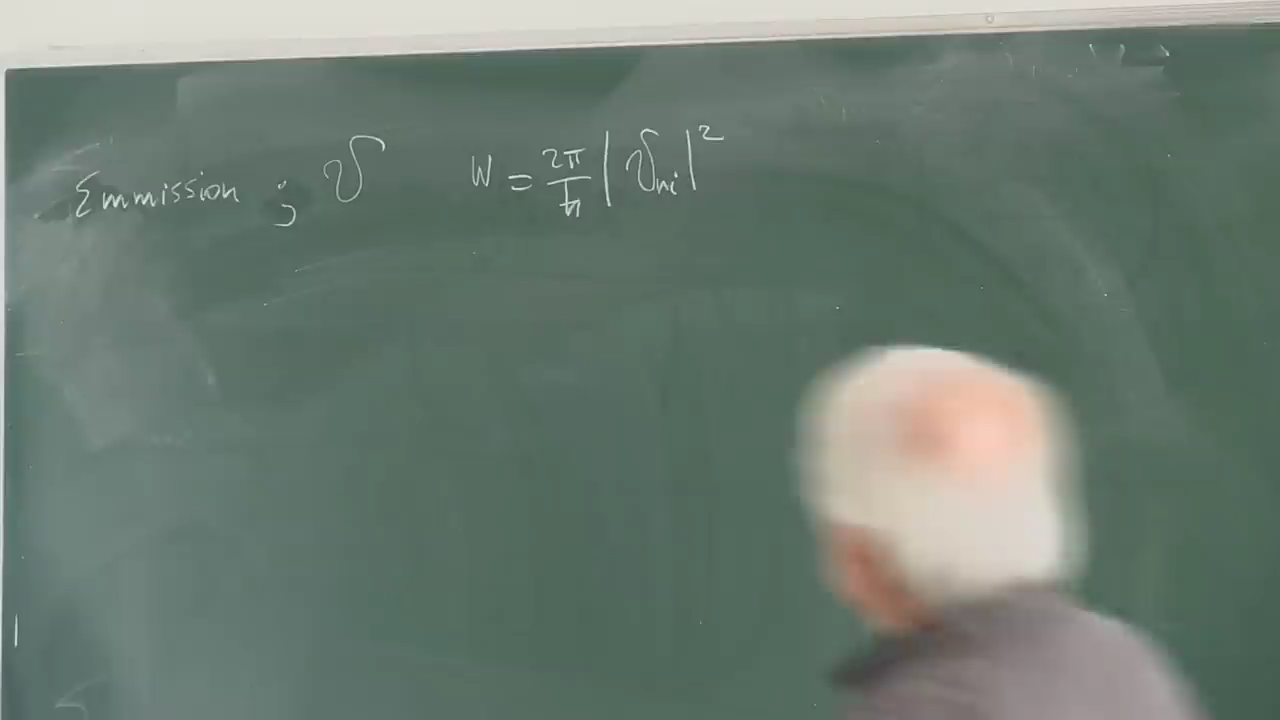 Emmission ; 𝒱 W = 2π/ħ |𝒱ni|²